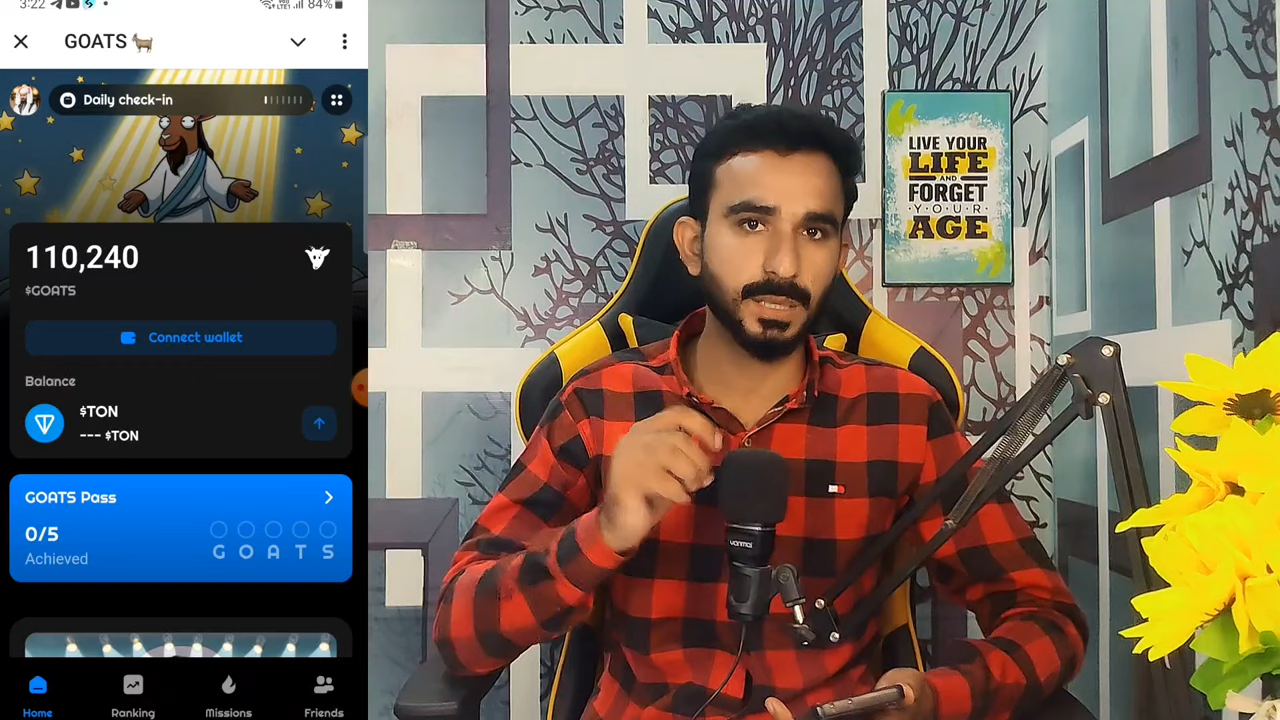 3:22
84%
GOATS
Daily check-in
110,240
$GOATS
Connect wallet
Balance
$TON
--- $TON
GOATS Pass
0/5
Achieved
G O A T S
Home
Ranking
Missions
Friends
LIVE YOUR
LIFE
AND
FORGET
Y·O·U·R
AGE
vanmai